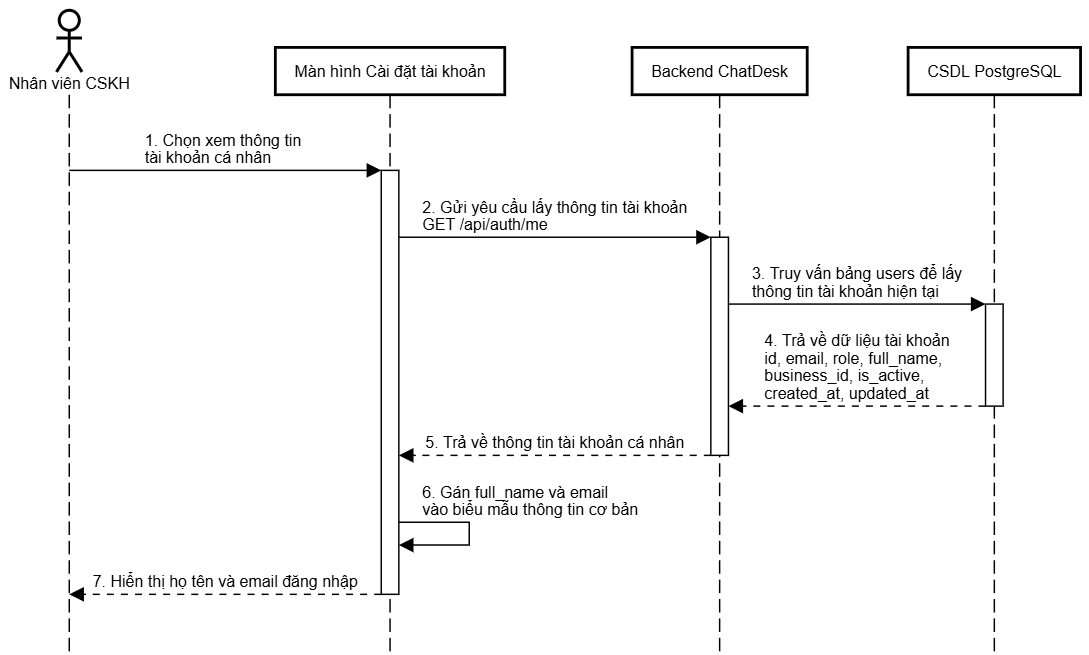 Nhân viên CSKH
Màn hình Cài đặt tài khoản
Backend ChatDesk
CSDL PostgreSQL
1. Chọn xem thông tin
tài khoản cá nhân
2. Gửi yêu cầu lấy thông tin tài khoản
GET /api/auth/me
3. Truy vấn bảng users để lấy
thông tin tài khoản hiện tại
4. Trả về dữ liệu tài khoản
id, email, role, full_name,
business_id, is_active,
created_at, updated_at
5. Trả về thông tin tài khoản cá nhân
6. Gán full_name và email
vào biểu mẫu thông tin cơ bản
7. Hiển thị họ tên và email đăng nhập